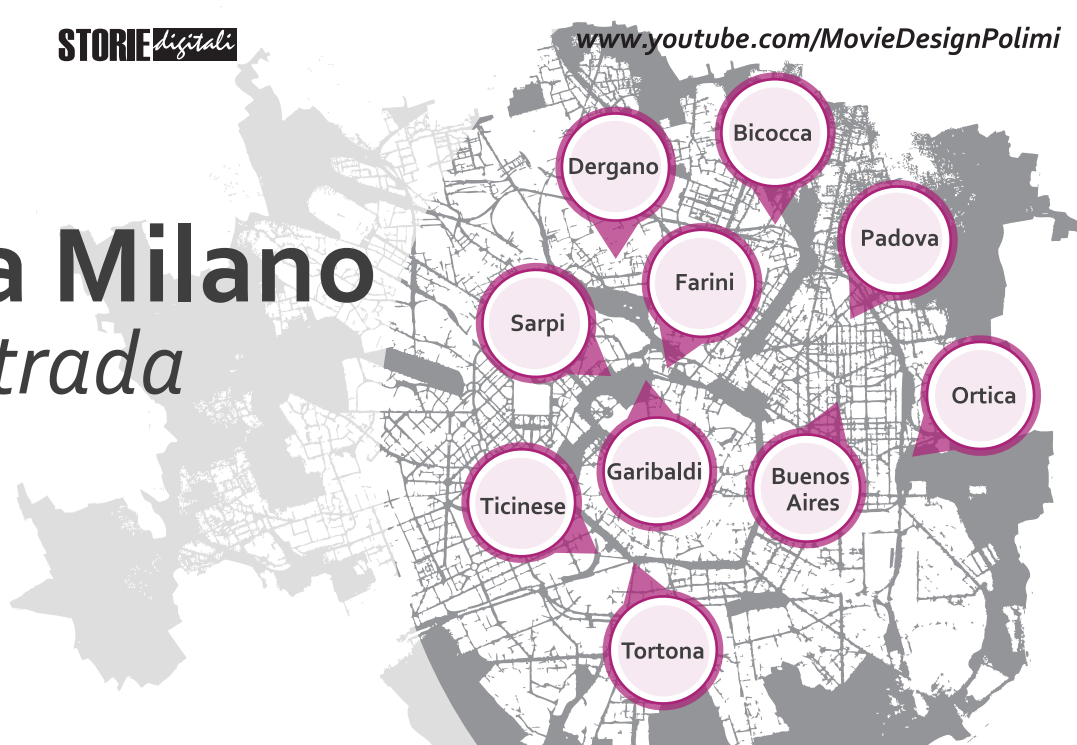 STORIE digitali
www.youtube.com/MovieDesignPolimi
Bicocca
Dergano
Padova
a Milano
Farini
Sarpi
trada
Ortica
Garibaldi
Buenos
Aires
Ticinese
Tortona